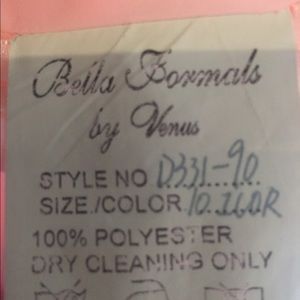 Bella Formals
by Venus
STYLE NO D331-90
SIZE./COLOR 10
100% POLYESTER
DRY CLEANING ONLY